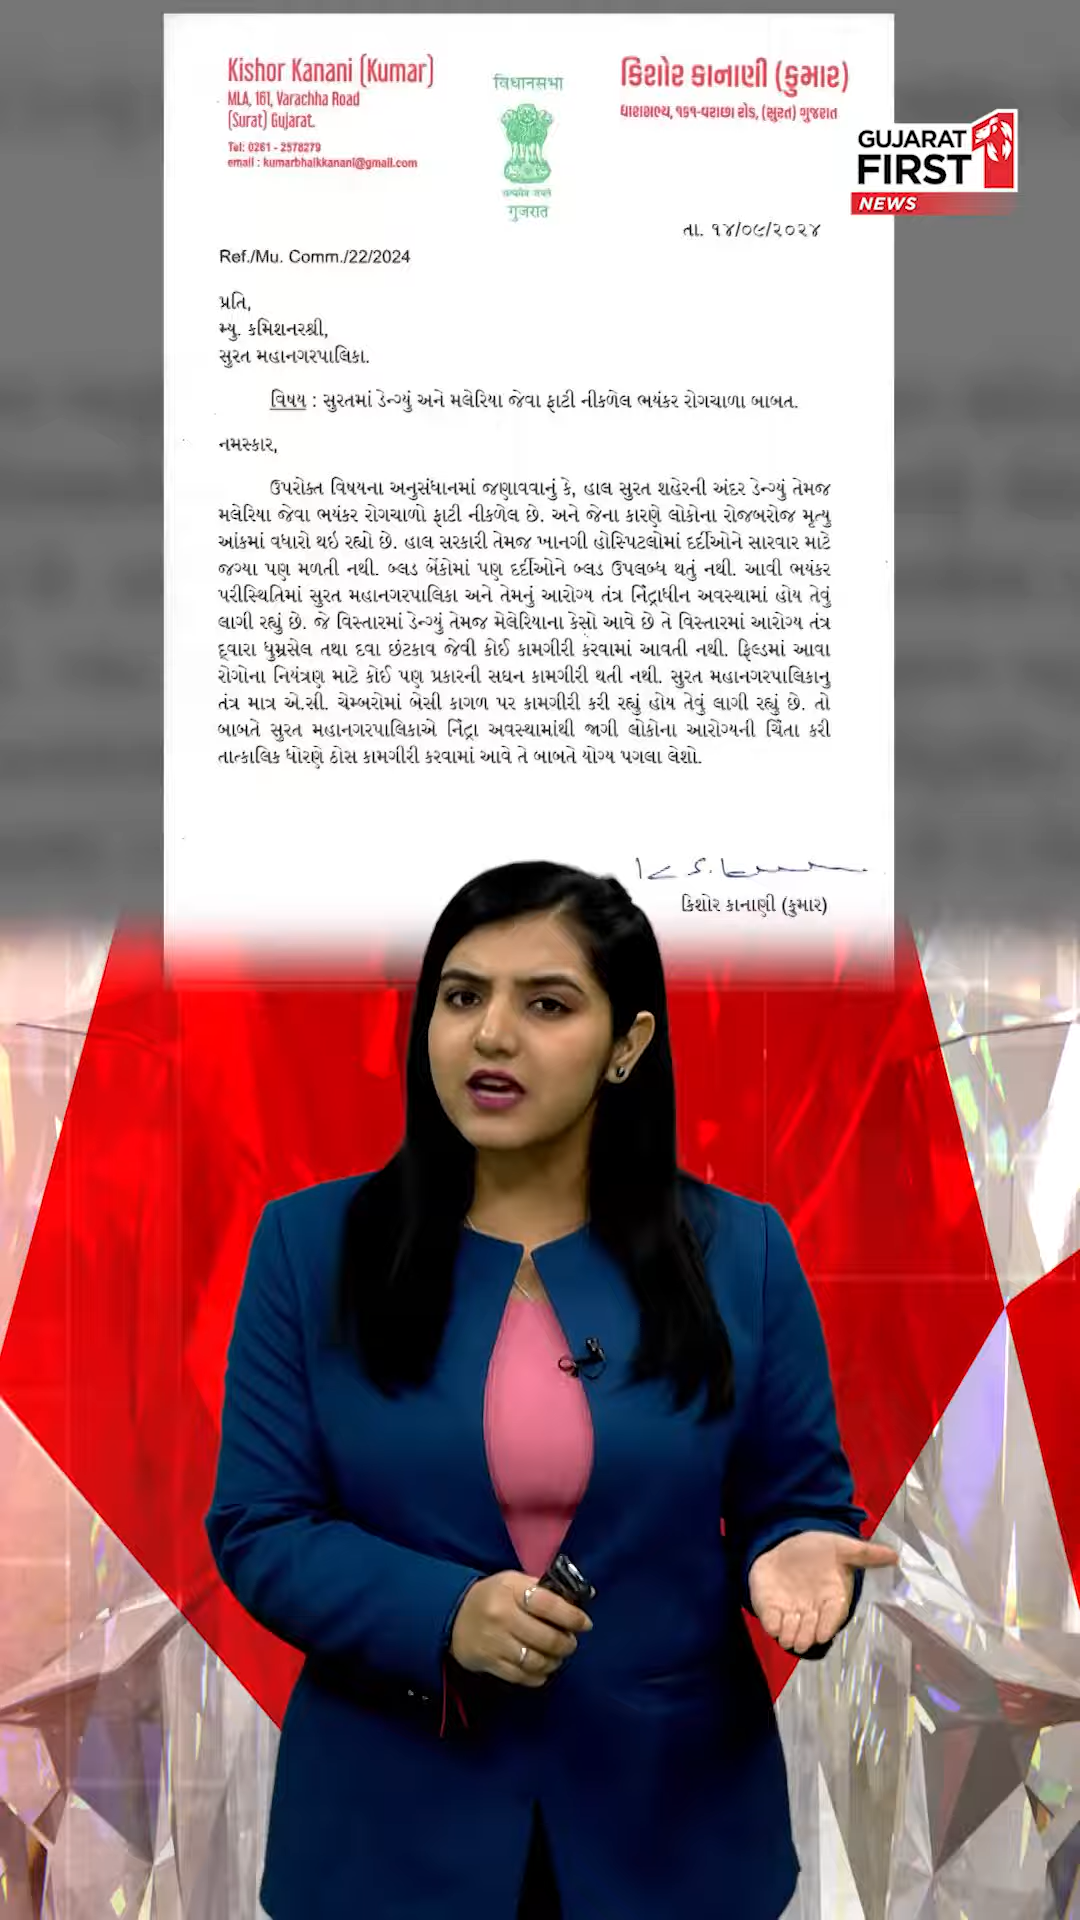 Kishor Kanani (Kumar)
MLA, 161, Varachha Road
(Surat) Gujarat.
Tel: 0261 - 2578279
email : kumarbhaikkanani@gmail.com
विधानसभा
सत्यमेव जयते
गुजरात
કિશોર કાનાણી (કુમાર)
ધારાસભ્ય, ૧૬૧-વરાછા રોડ, (સુરત) ગુજરાત
GUJARAT
FIRST
1
NEWS
તા. ૧૪/૦૯/૨૦૨૪
Ref./Mu. Comm./22/2024
પ્રતિ,
મ્યુ. કમિશનરશ્રી,
સુરત મહાનગરપાલિકા.
વિષય : સુરતમાં ડેન્ગ્યું અને મલેરિયા જેવા ફાટી નીકળેલ ભયંકર રોગચાળા બાબત.
નમસ્કાર,
ઉપરોક્ત વિષયના અનુસંધાનમાં જણાવવાનું કે, હાલ સુરત શહેરની અંદર ડેન્ગ્યું તેમજ
મલેરિયા જેવા ભયંકર રોગચાળો ફાટી નીકળેલ છે. અને જેના કારણે લોકોના રોજબરોજ મૃત્યુ
આંકમાં વધારો થઇ રહ્યો છે. હાલ સરકારી તેમજ ખાનગી હોસ્પિટલોમાં દર્દીઓને સારવાર માટે
જગ્યા પણ મળતી નથી. બ્લડ બેંકોમાં પણ દર્દીઓને બ્લડ ઉપલબ્ધ થતું નથી. આવી ભયંકર
પરીસ્થિતિમાં સુરત મહાનગરપાલિકા અને તેમનું આરોગ્ય તંત્ર નિંદ્રાધીન અવસ્થામાં હોય તેવું
લાગી રહ્યું છે. જે વિસ્તારમાં ડેન્ગ્યું તેમજ મેલેરિયાના કેસો આવે છે તે વિસ્તારમાં આરોગ્ય તંત્ર
દ્વારા ધુમ્રસેલ તથા દવા છંટકાવ જેવી કોઈ કામગીરી કરવામાં આવતી નથી. ફિલ્ડમાં આવા
રોગોના નિયંત્રણ માટે કોઈ પણ પ્રકારની સઘન કામગીરી થતી નથી. સુરત મહાનગરપાલિકાનુ
તંત્ર માત્ર એ.સી. ચેમ્બરોમાં બેસી કાગળ પર કામગીરી કરી રહ્યું હોય તેવું લાગી રહ્યું છે. તો
બાબતે સુરત મહાનગરપાલિકાએ નિંદ્રા અવસ્થામાંથી જાગી લોકોના આરોગ્યની ચિંતા કરી
તાત્કાલિક ધોરણે ઠોસ કામગીરી કરવામાં આવે તે બાબતે યોગ્ય પગલા લેશો.
કિશોર કાનાણી (કુમાર)